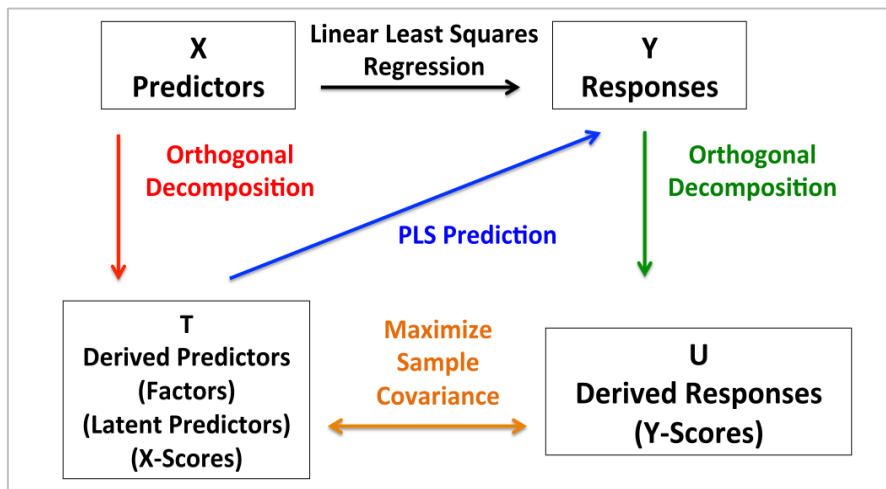 X
Predictors
Linear Least Squares
Regression
Y
Responses
Orthogonal
Decomposition
PLS Prediction
Orthogonal
Decomposition
T
Derived Predictors
(Factors)
(Latent Predictors)
(X-Scores)
Maximize
Sample
Covariance
U
Derived Responses
(Y-Scores)